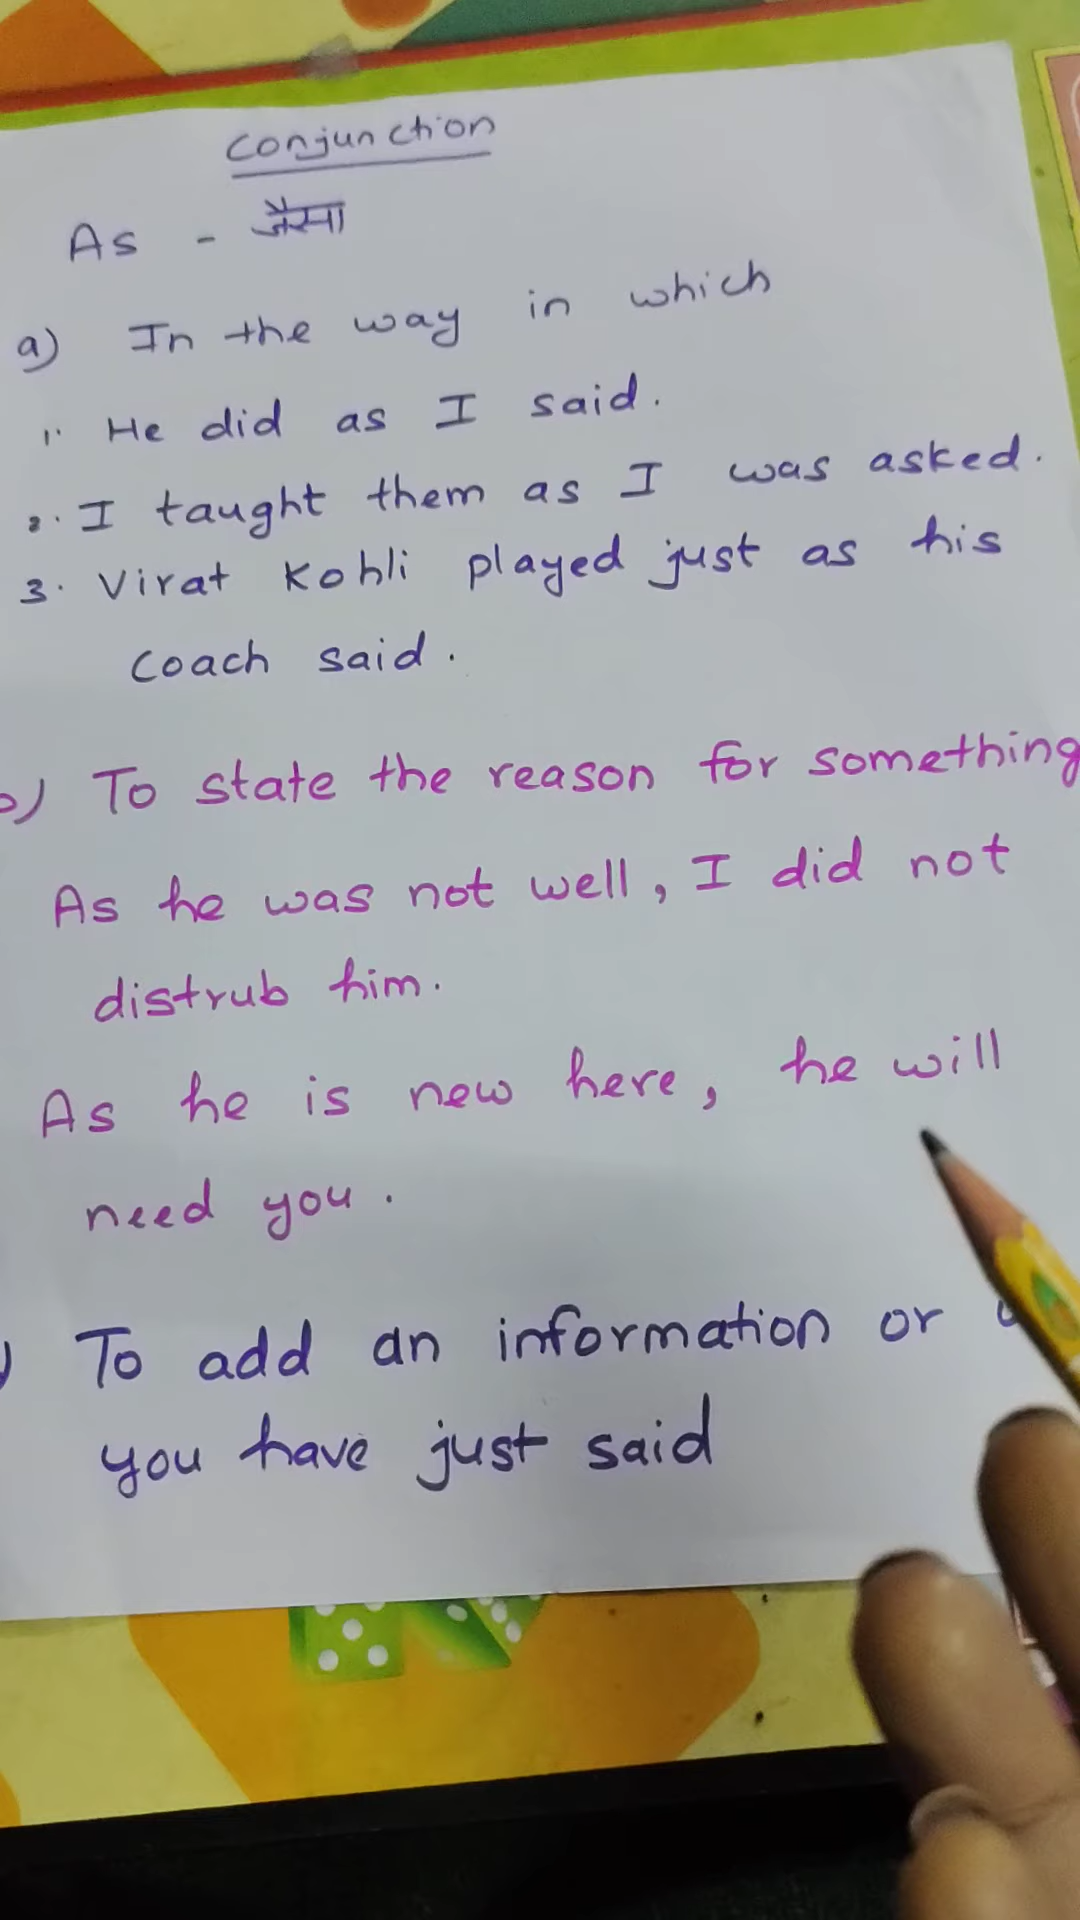 Conjunction
As - जैसा
a) In the way in which
1. He did as I said.
2. I taught them as I was asked.
3. Virat Kohli played just as his
coach said.
b) To state the reason for something
As he was not well, I did not
distrub him.
As he is new here, he will
need you.
) To add an information or
you have just said